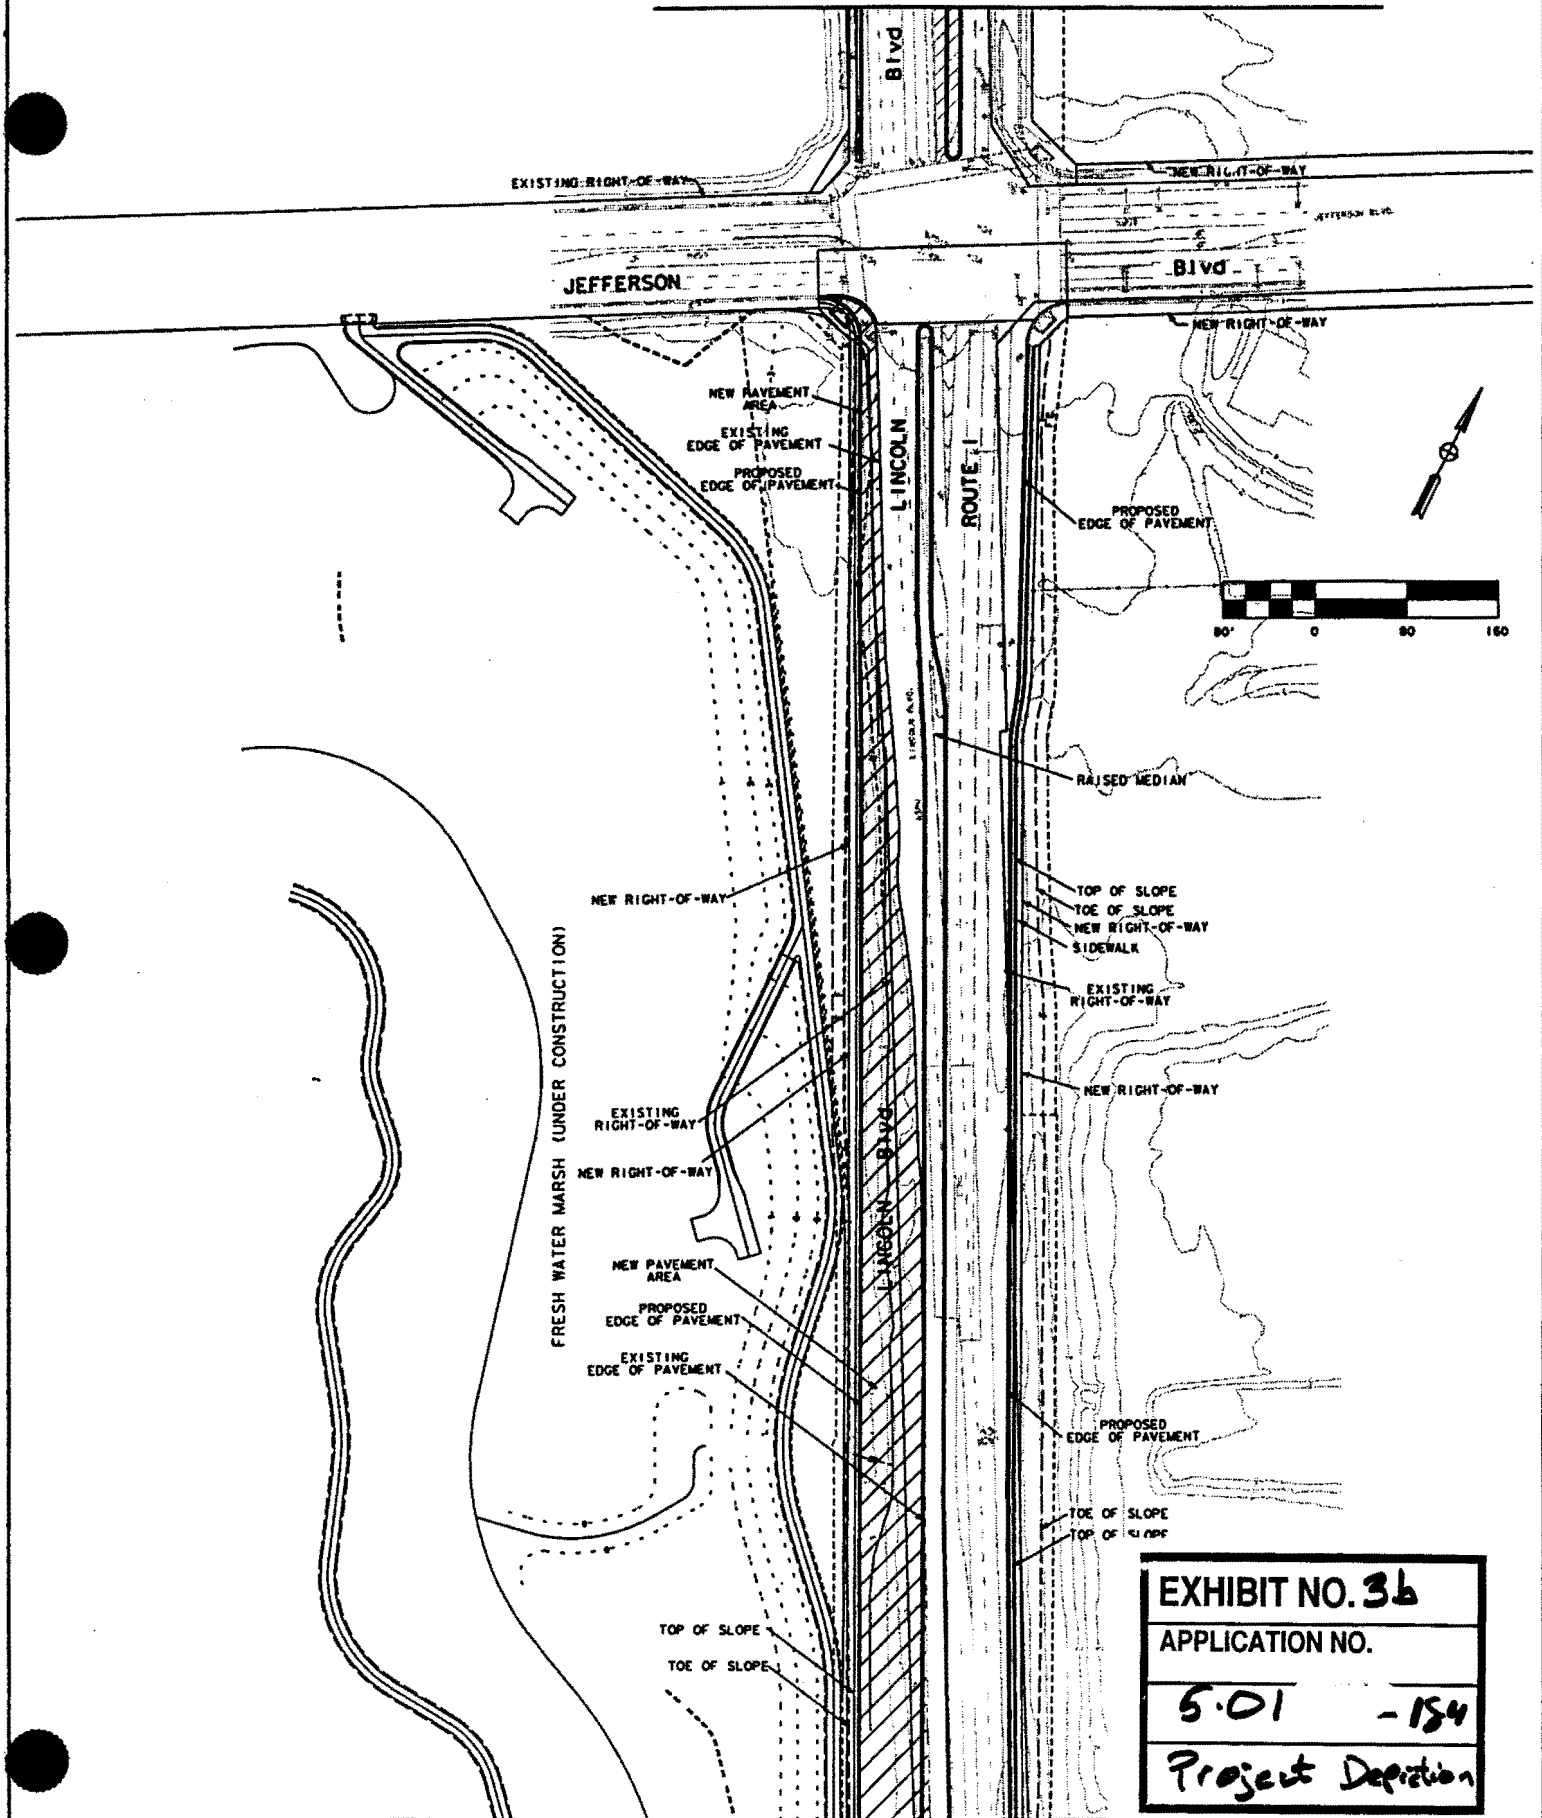 Blvd
EXISTING RIGHT-OF-WAY
NEW RIGHT-OF-WAY
JEFFERSON BLVD.
JEFFERSON
Blvd
NEW RIGHT-OF-WAY
NEW PAVEMENT
AREA
EXISTING
EDGE OF PAVEMENT
PROPOSED
EDGE OF PAVEMENT
LINCOLN
ROUTE 1
PROPOSED
EDGE OF PAVEMENT
80' 0 80 160
LINCOLN BLVD.
RAISED MEDIAN
NEW RIGHT-OF-WAY
TOP OF SLOPE
TOE OF SLOPE
NEW RIGHT-OF-WAY
SIDEWALK
EXISTING
RIGHT-OF-WAY
FRESH WATER MARSH (UNDER CONSTRUCTION)
NEW RIGHT-OF-WAY
EXISTING
RIGHT-OF-WAY
NEW RIGHT-OF-WAY
LINCOLN Blvd
NEW PAVEMENT
AREA
PROPOSED
EDGE OF PAVEMENT
EXISTING
EDGE OF PAVEMENT
PROPOSED
EDGE OF PAVEMENT
TOE OF SLOPE
TOP OF SLOPE
TOP OF SLOPE
TOE OF SLOPE
EXHIBIT NO. 3b
APPLICATION NO.
5.01 -184
Project Depiction